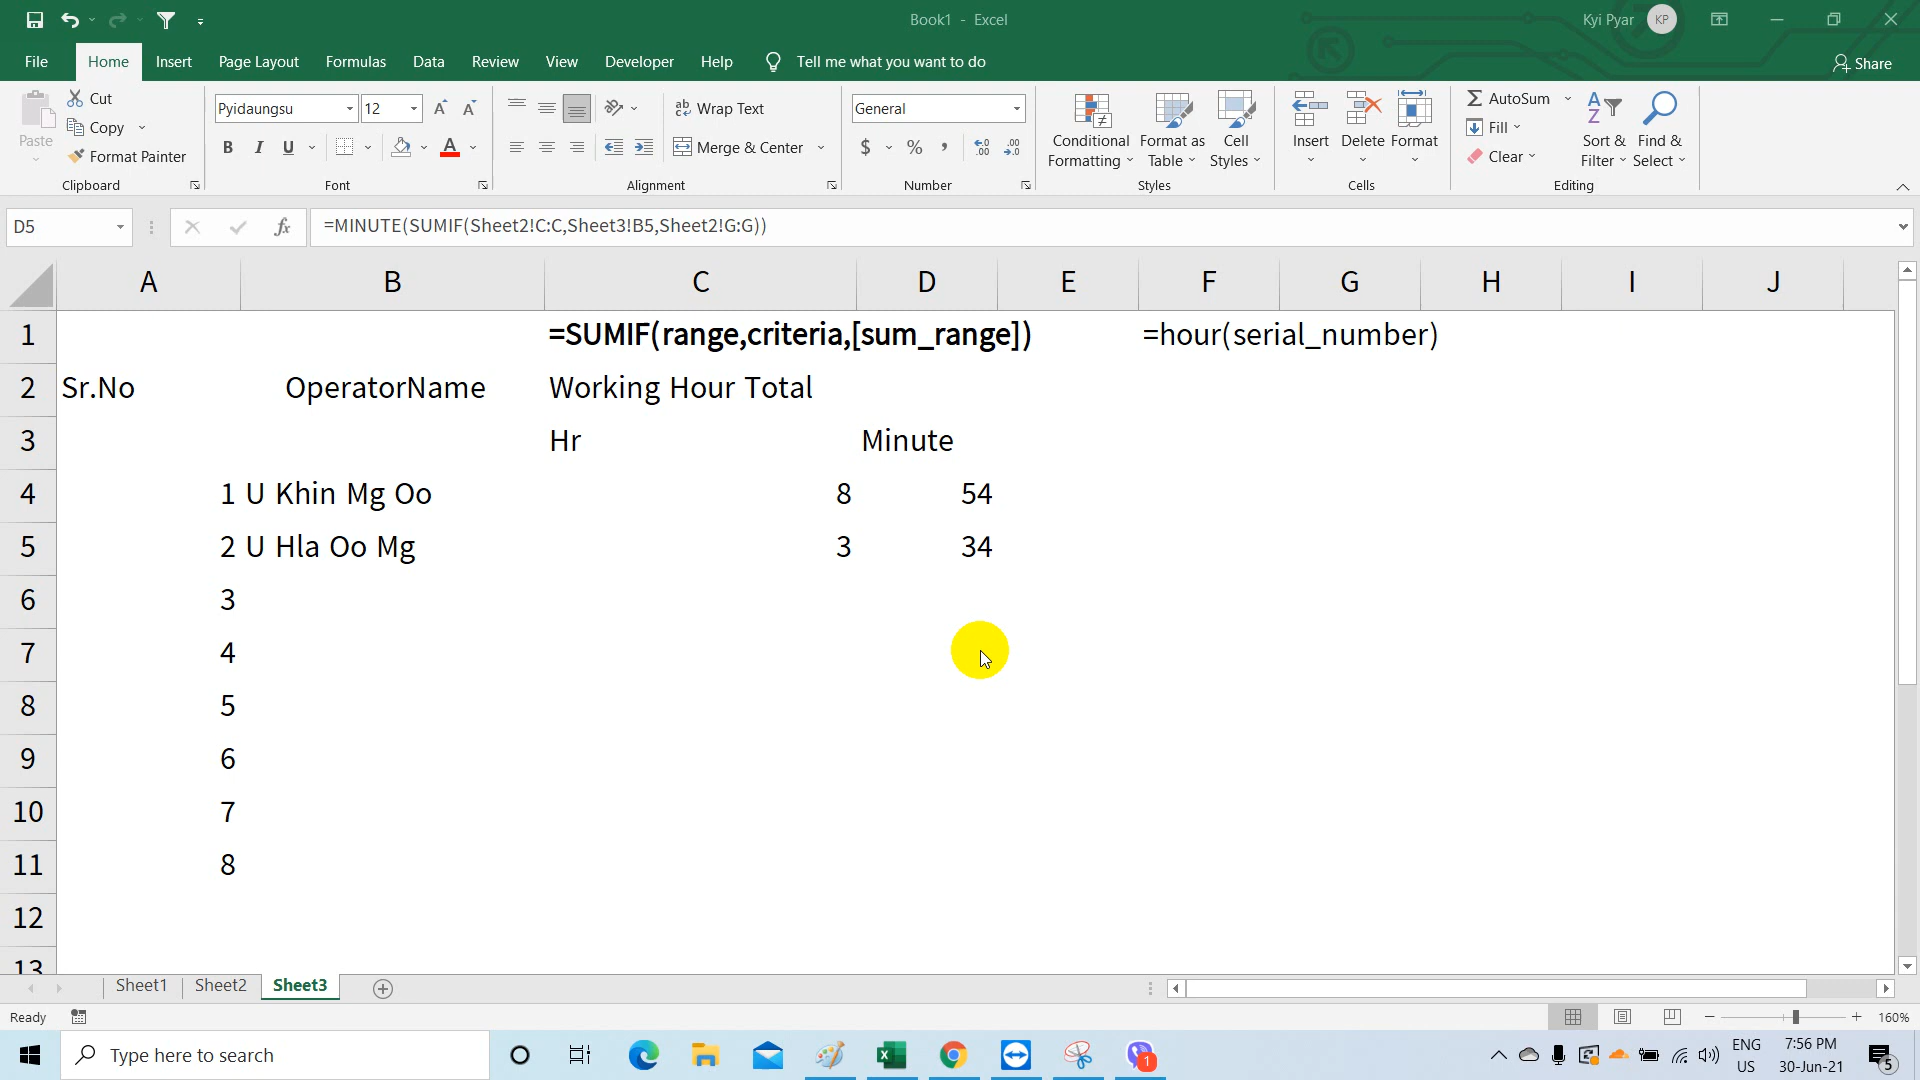 Book1 - Excel
Kyi Pyar
KP
File Home Insert Page Layout Formulas Data Review View Developer Help Tell me what you want to do Share
Paste
Cut
Copy
Format Painter
Clipboard
Pyidaungsu 12
B I U
Font
Wrap Text
Merge & Center
Alignment
General
$ % ,
Number
Conditional Formatting
Format as Table
Cell Styles
Styles
Insert Delete Format
Cells
AutoSum
Fill
Clear
Sort & Filter
Find & Select
Editing
D5 fx =MINUTE(SUMIF(Sheet2!C:C,Sheet3!B5,Sheet2!G:G))
A B C D E F G H I J
1 =SUMIF(range,criteria,[sum_range]) =hour(serial_number)
2 Sr.No OperatorName Working Hour Total
3 Hr Minute
4 1 U Khin Mg Oo 8 54
5 2 U Hla Oo Mg 3 34
6 3
7 4
8 5
9 6
10 7
11 8
12
13
Sheet1 Sheet2 Sheet3
Ready 160%
Type here to search
1
ENG
US
7:56 PM
30-Jun-21
5